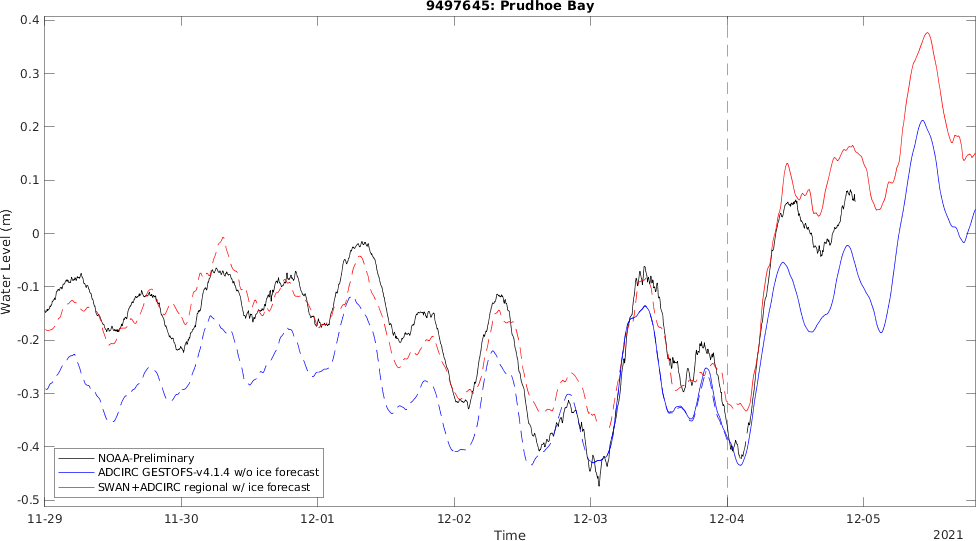 9497645: Prudhoe Bay
0.4
0.3
0.2
0.1
0
-0.1
-0.2
-0.3
-0.4
-0.5
Water Level (m)
NOAA-Preliminary
ADCIRC GESTOFS-v4.1.4 w/o ice forecast
SWAN+ADCIRC regional w/ ice forecast
11-29 11-30 12-01 12-02 12-03 12-04 12-05
Time
2021